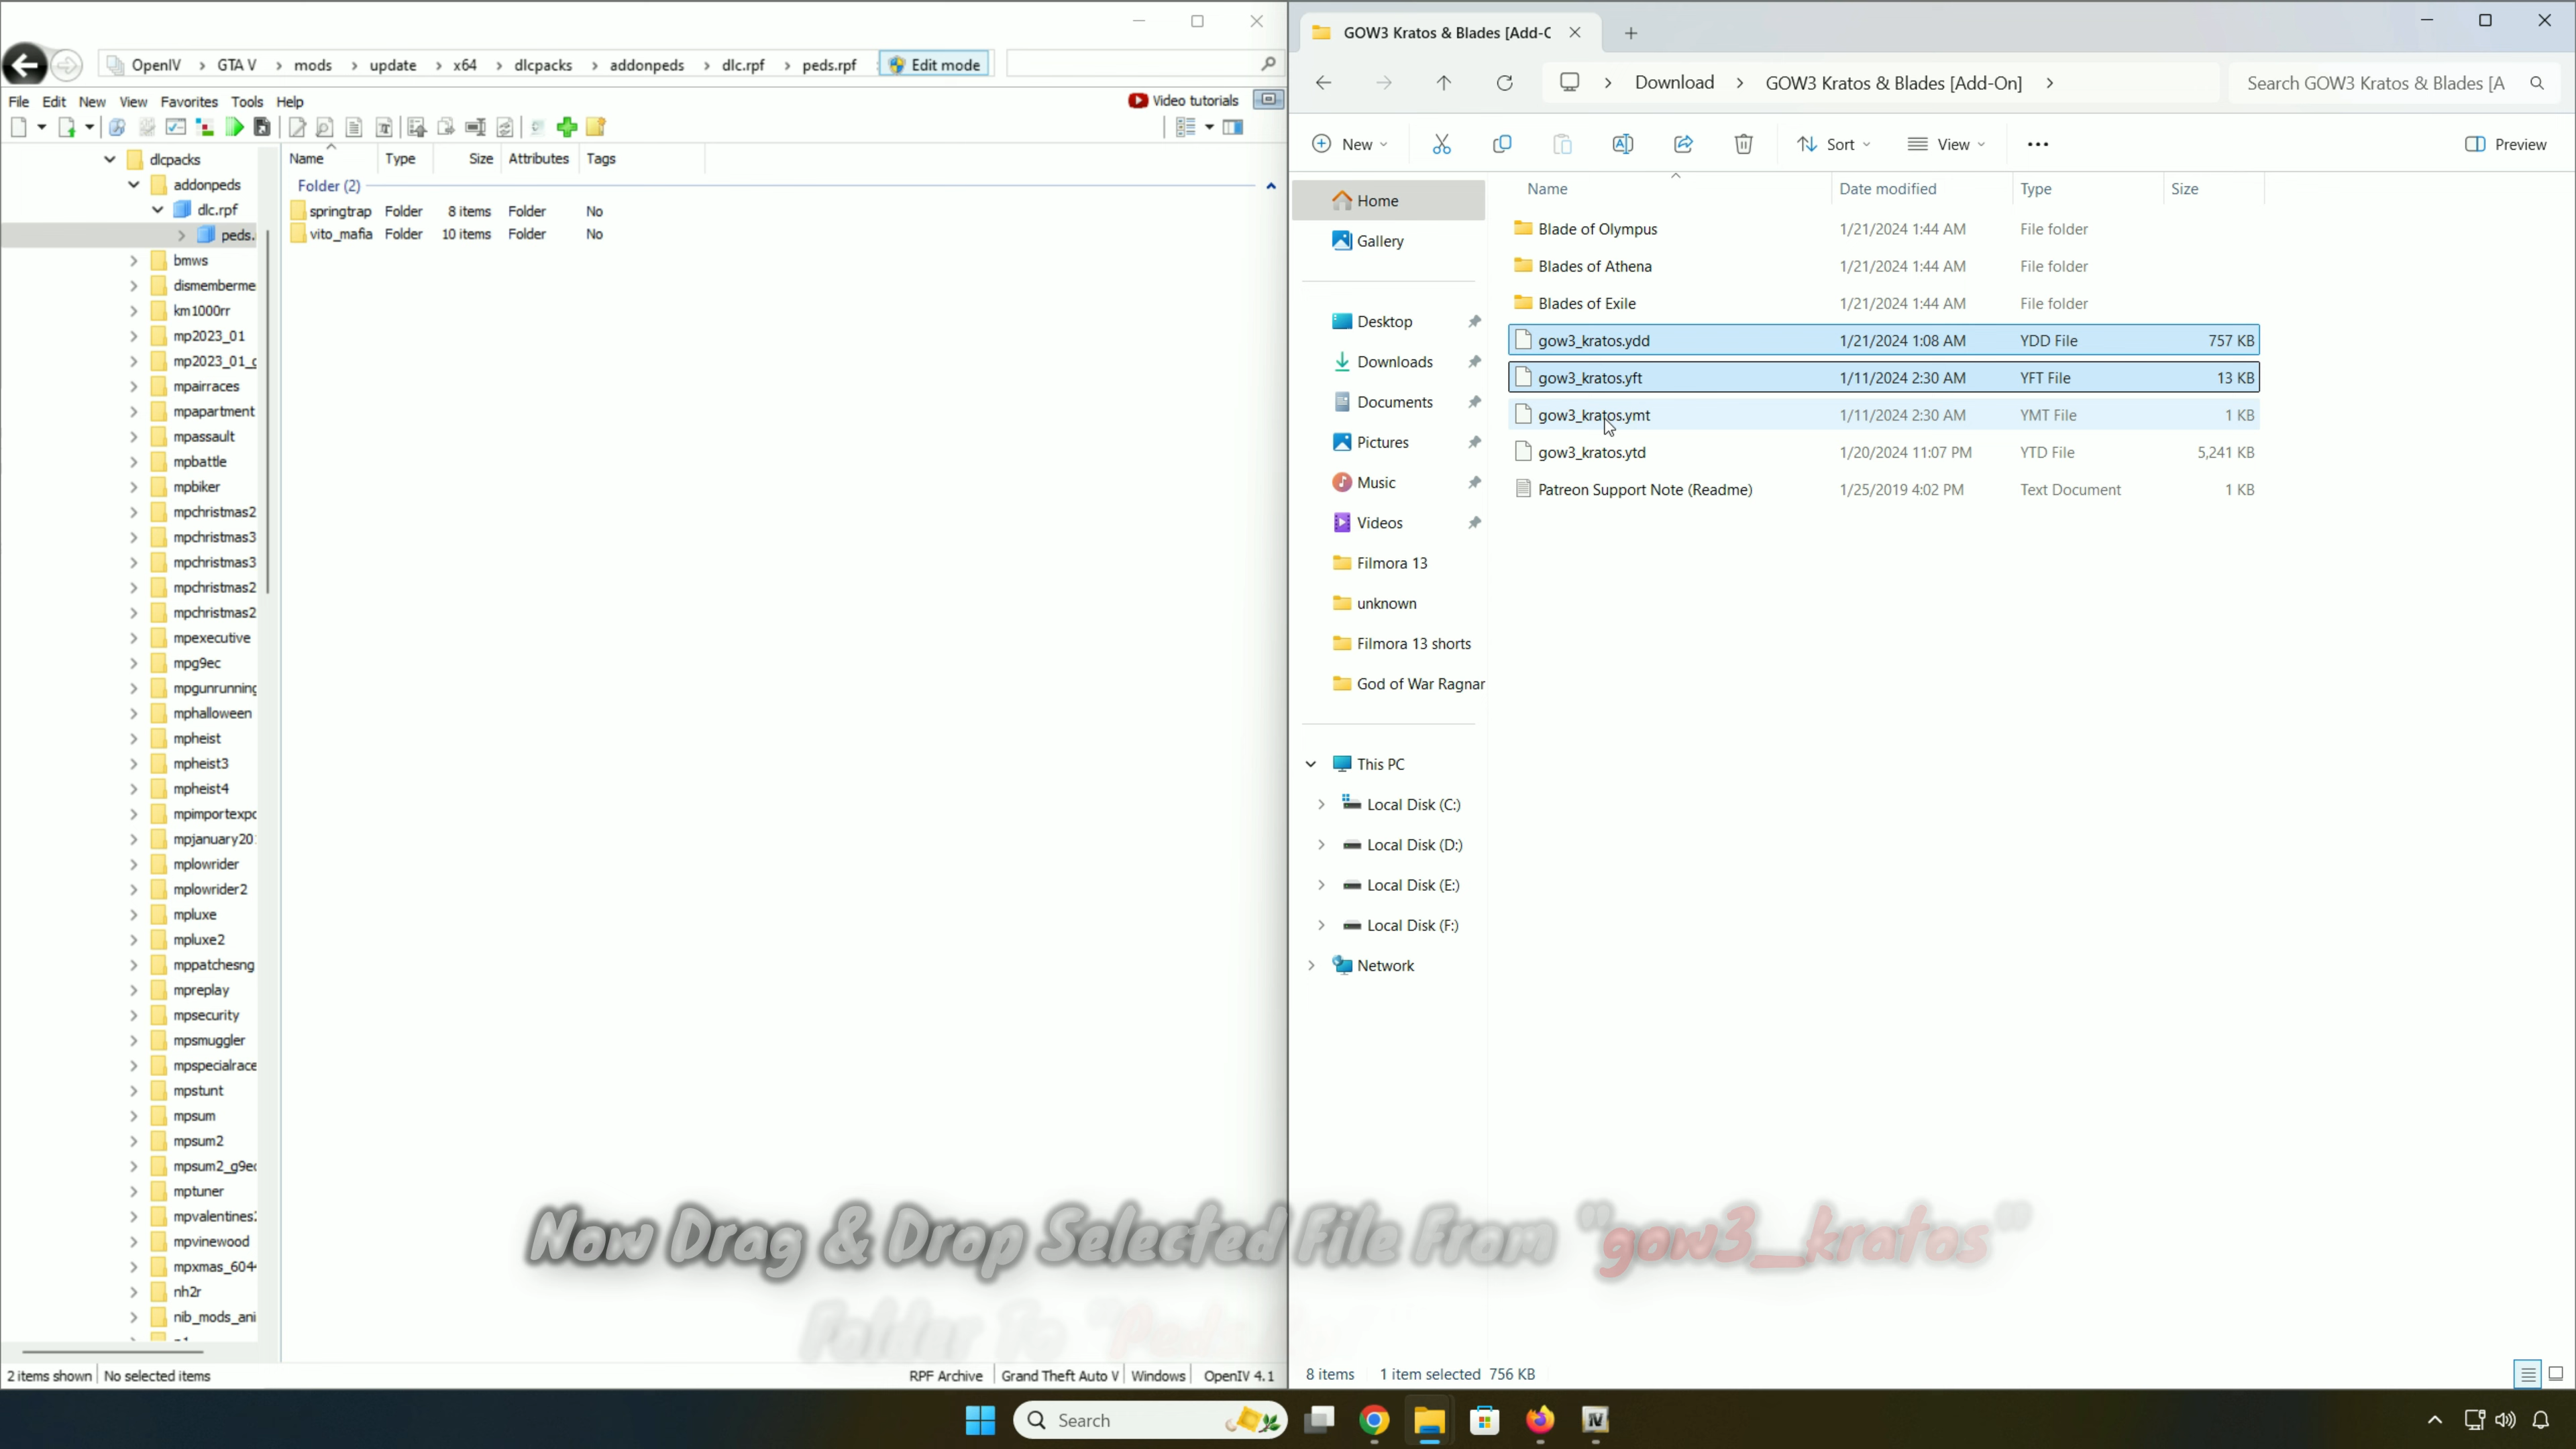 OpenIV > GTA V > mods > update > x64 > dlcpacks > addonpeds > dlc.rpf > peds.rpf
Edit mode
File Edit New View Favorites Tools Help
Video tutorials
dlcpacks
addonpeds
dlc.rpf
peds.
bmws
dismemberme
km1000rr
mp2023_01
mp2023_01_g
mpairraces
mpapartment
mpassault
mpbattle
mpbiker
mpchristmas2
mpchristmas3
mpchristmas3
mpchristmas2
mpchristmas2
mpexecutive
mpg9ec
mpgunrunning
mphalloween
mpheist
mpheist3
mpheist4
mpimportexpo
mpjanuary20
mplowrider
mplowrider2
mpluxe
mpluxe2
mppatchesng
mpreplay
mpsecurity
mpsmuggler
mpspecialrace
mpstunt
mpsum
mpsum2
mpsum2_g9ec
mptuner
mpvalentines
mpvinewood
mpxmas_604
nh2r
nib_mods_ani
Name Type Size Attributes Tags
Folder (2)
springtrap Folder 8 items Folder No
vito_mafia Folder 10 items Folder No
2 items shown No selected items
RPF Archive Grand Theft Auto V Windows OpenIV 4.1
GOW3 Kratos & Blades [Add-C
Download > GOW3 Kratos & Blades [Add-On] >
Search GOW3 Kratos & Blades [A
New Sort View Preview
Home
Gallery
Desktop
Downloads
Documents
Pictures
Music
Videos
Filmora 13
unknown
Filmora 13 shorts
God of War Ragnar
This PC
Local Disk (C:)
Local Disk (D:)
Local Disk (E:)
Local Disk (F:)
Network
Name Date modified Type Size
Blade of Olympus 1/21/2024 1:44 AM File folder
Blades of Athena 1/21/2024 1:44 AM File folder
Blades of Exile 1/21/2024 1:44 AM File folder
gow3_kratos.ydd 1/21/2024 1:08 AM YDD File 757 KB
gow3_kratos.yft 1/11/2024 2:30 AM YFT File 13 KB
gow3_kratos.ymt 1/11/2024 2:30 AM YMT File 1 KB
gow3_kratos.ytd 1/20/2024 11:07 PM YTD File 5,241 KB
Patreon Support Note (Readme) 1/25/2019 4:02 PM Text Document 1 KB
8 items 1 item selected 756 KB
Now Drag & Drop Selected File From "gow3_kratos"
Folder To
Search